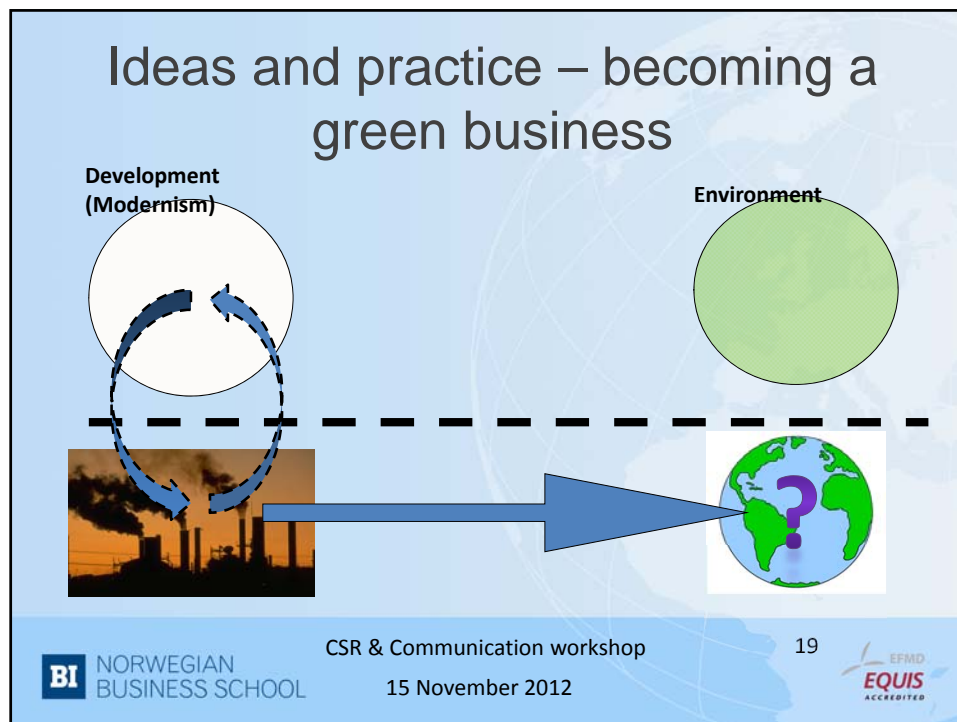 Ideas and practice – becoming a
green business
Development
(Modernism)
Environment
?
CSR & Communication workshop
15 November 2012
19
BI
NORWEGIAN
BUSINESS SCHOOL
EFMD
EQUIS
ACCREDITED